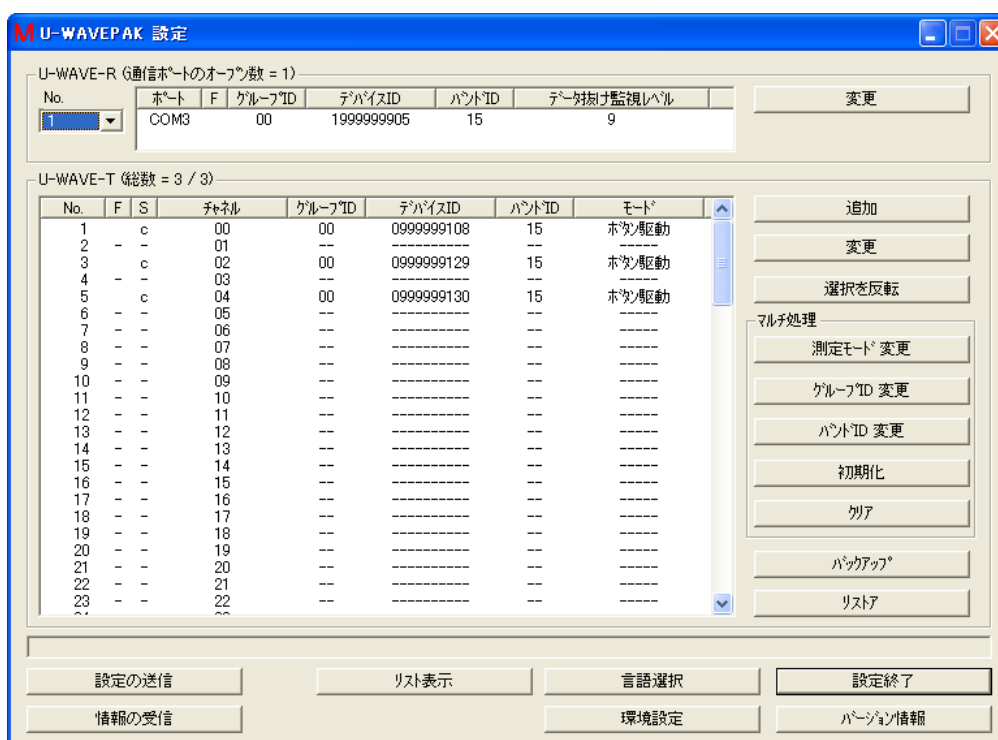 U-WAVEPAK 設定
U-WAVE-R (通信ﾎﾟｰﾄのｵｰﾌﾟﾝ数 = 1)
No. ﾎﾟｰﾄ F ｸﾞﾙｰﾌﾟID ﾃﾞﾊﾞｲｽID ﾊﾞﾝﾄﾞID ﾃﾞｰﾀ抜け監視ﾚﾍﾞﾙ 変更
1 COM3 00 1999999905 15 9
U-WAVE-T (総数 = 3 / 3)
No. F S ﾁｬﾈﾙ ｸﾞﾙｰﾌﾟID ﾃﾞﾊﾞｲｽID ﾊﾞﾝﾄﾞID ﾓｰﾄﾞ
1 c 00 00 0999999108 15 ﾎﾞﾀﾝ駆動
2 - - 01 -- ---------- -- -----
3 c 02 00 0999999129 15 ﾎﾞﾀﾝ駆動
4 - - 03 -- ---------- -- -----
5 c 04 00 0999999130 15 ﾎﾞﾀﾝ駆動
6 - - 05 -- ---------- -- -----
7 - - 06 -- ---------- -- -----
8 - - 07 -- ---------- -- -----
9 - - 08 -- ---------- -- -----
10 - - 09 -- ---------- -- -----
11 - - 10 -- ---------- -- -----
12 - - 11 -- ---------- -- -----
13 - - 12 -- ---------- -- -----
14 - - 13 -- ---------- -- -----
15 - - 14 -- ---------- -- -----
16 - - 15 -- ---------- -- -----
17 - - 16 -- ---------- -- -----
18 - - 17 -- ---------- -- -----
19 - - 18 -- ---------- -- -----
20 - - 19 -- ---------- -- -----
21 - - 20 -- ---------- -- -----
22 - - 21 -- ---------- -- -----
23 - - 22 -- ---------- -- -----
追加
変更
選択を反転
ﾏﾙﾁ処理
測定ﾓｰﾄﾞ変更
ｸﾞﾙｰﾌﾟID 変更
ﾊﾞﾝﾄﾞID 変更
初期化
ｸﾘｱ
ﾊﾞｯｸｱｯﾌﾟ
ﾘｽﾄｱ
設定の送信 ﾘｽﾄ表示 言語選択 設定終了
情報の受信 環境設定 ﾊﾞｰｼﾞｮﾝ情報